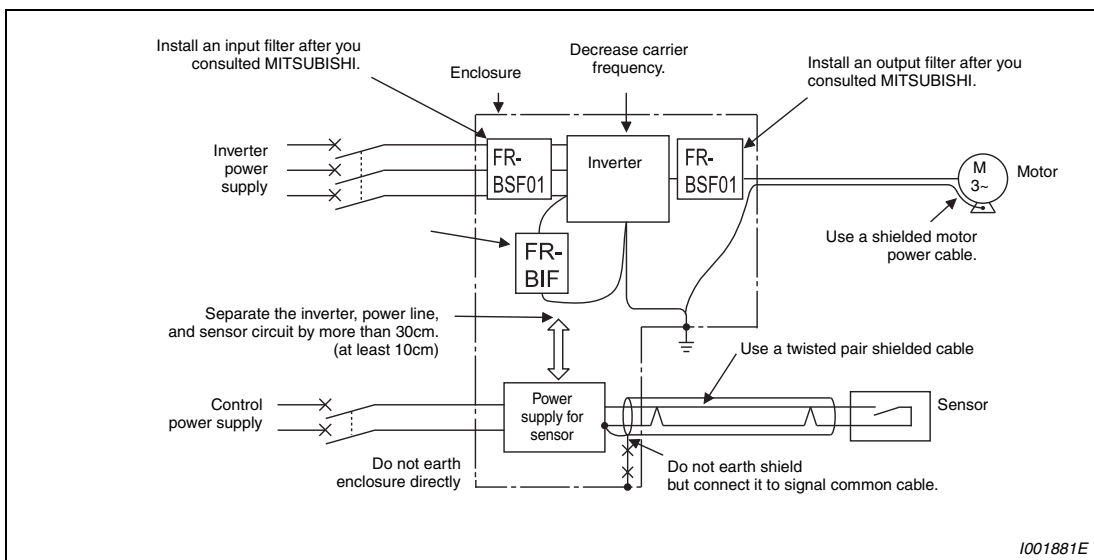 Install an input filter after you
consulted MITSUBISHI.
Enclosure
Decrease carrier
frequency.
Install an output filter after you
consulted MITSUBISHI.
Inverter
power
supply
FR-
BSF01
Inverter
FR-
BSF01
M
3~
Motor
FR-
BIF
Use a shielded motor
power cable.
Separate the inverter, power line,
and sensor circuit by more than 30cm.
(at least 10cm)
Use a twisted pair shielded cable
Control
power supply
Power
supply for
sensor
Sensor
Do not earth
enclosure directly
Do not earth shield
but connect it to signal common cable.
I001881E